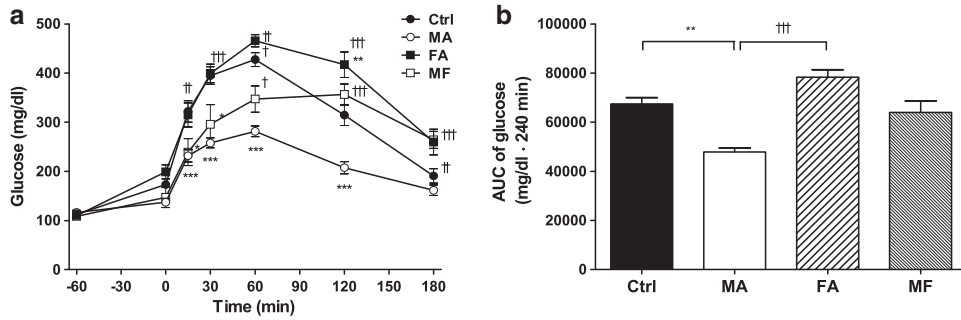 a
Glucose (mg/dl)
500
400
300
200
100
0
-60 0 30 60 90 120 150 180
Time (min)
Ctrl
MA
FA
MF
††
†††
††
†
†
†††
**
†††
†††
††
*
*
***
***
***
***
b
AUC of glucose
(mg/dl · 240 min)
100000
80000
60000
40000
20000
0
** †††
Ctrl MA FA MF